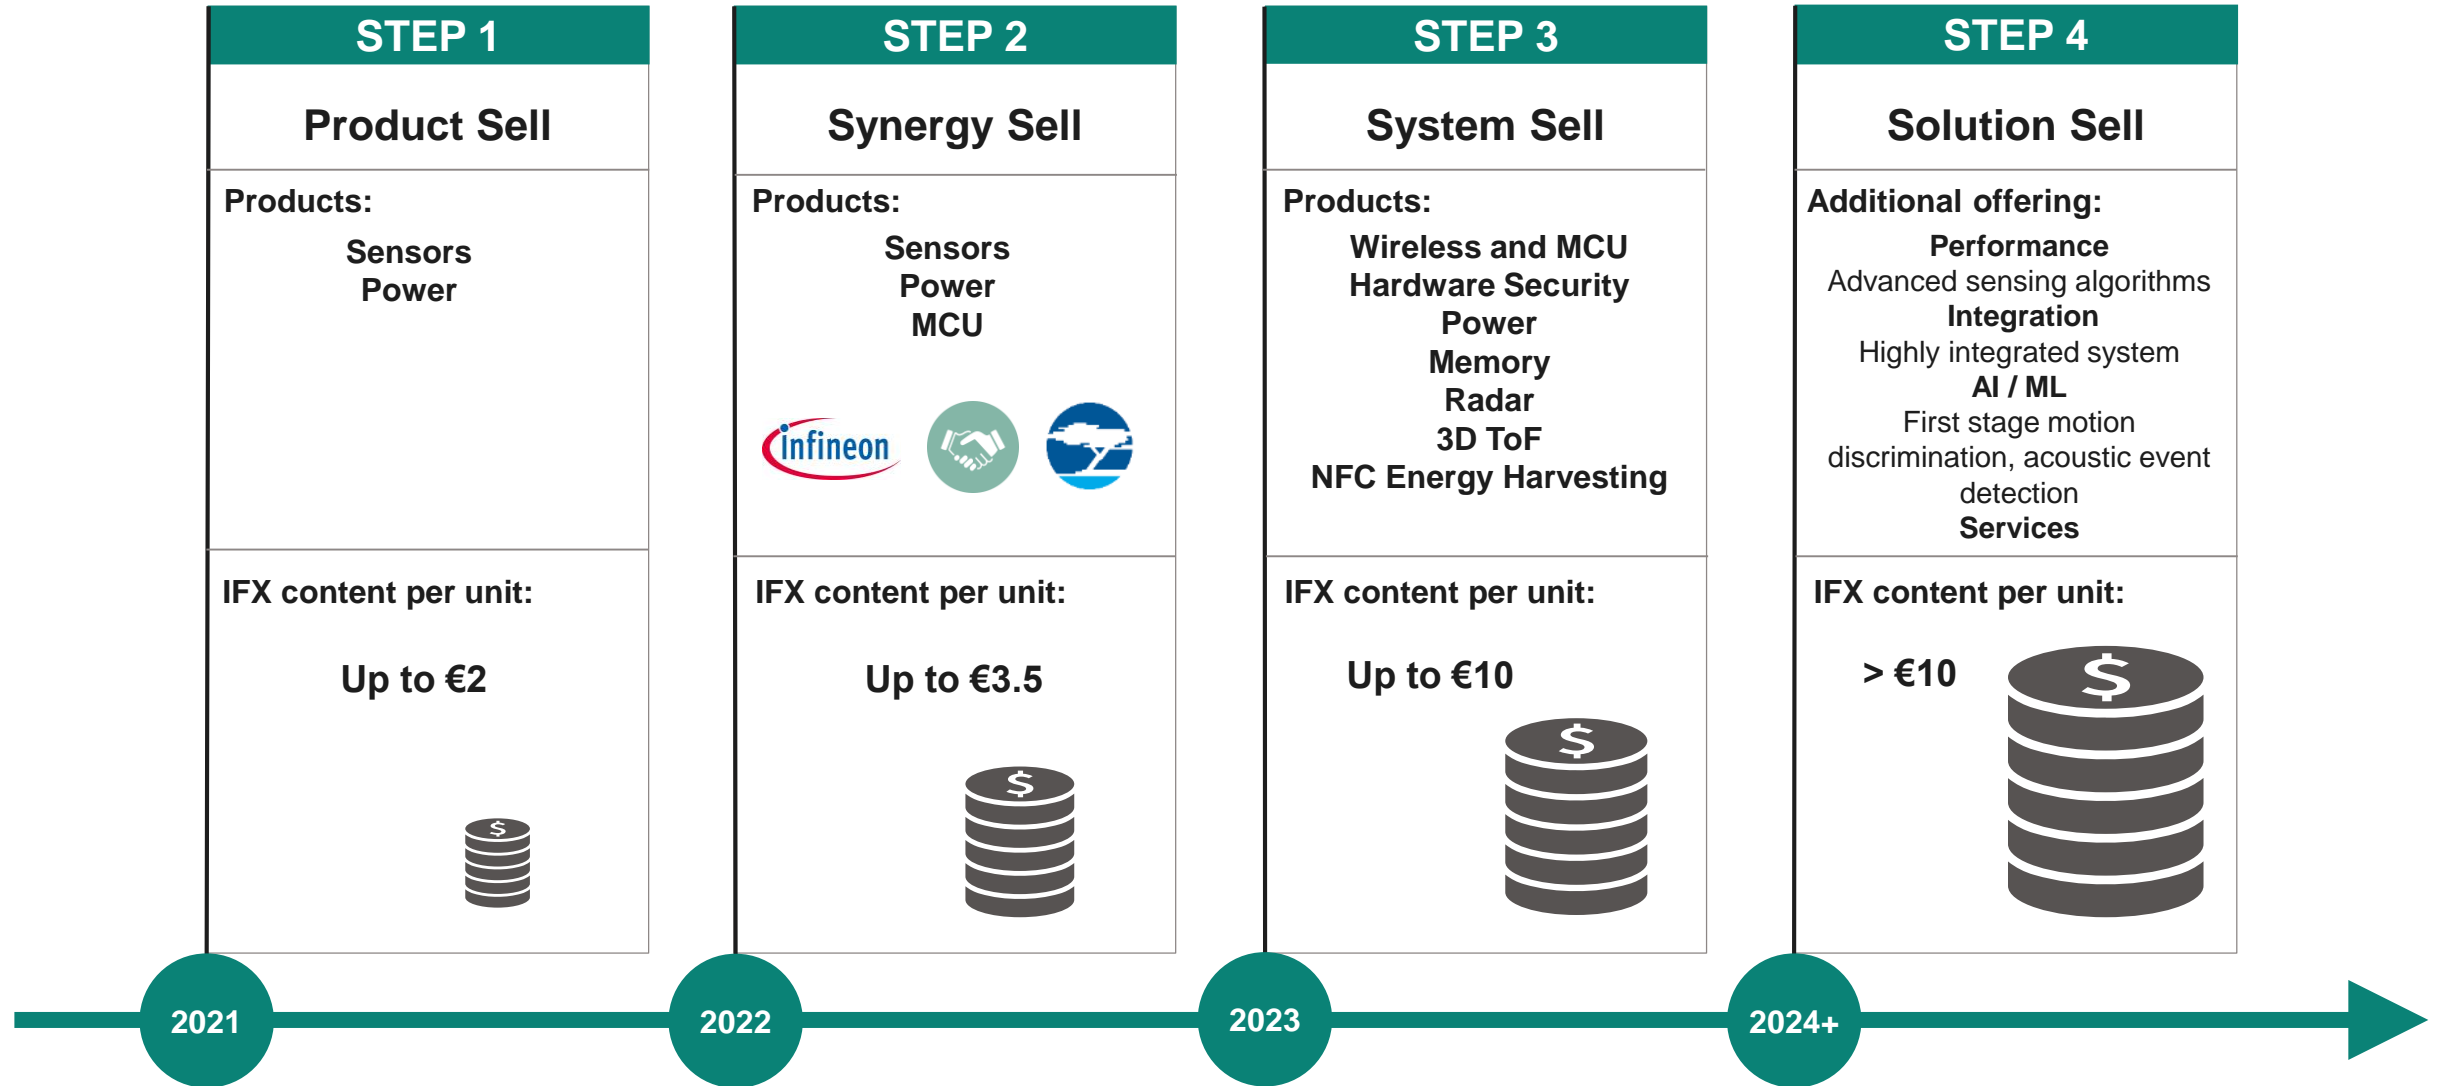 STEP 1
Product Sell
Products:
Sensors
Power
IFX content per unit:
Up to €2
$
2021
STEP 2
Synergy Sell
Products:
Sensors
Power
MCU
infineon
IFX content per unit:
Up to €3.5
$
2022
STEP 3
System Sell
Products:
Wireless and MCU
Hardware Security
Power
Memory
Radar
3D ToF
NFC Energy Harvesting
IFX content per unit:
Up to €10
$
2023
STEP 4
Solution Sell
Additional offering:
Performance
Advanced sensing algorithms
Integration
Highly integrated system
AI / ML
First stage motion
discrimination, acoustic event
detection
Services
IFX content per unit:
> €10
$
2024+